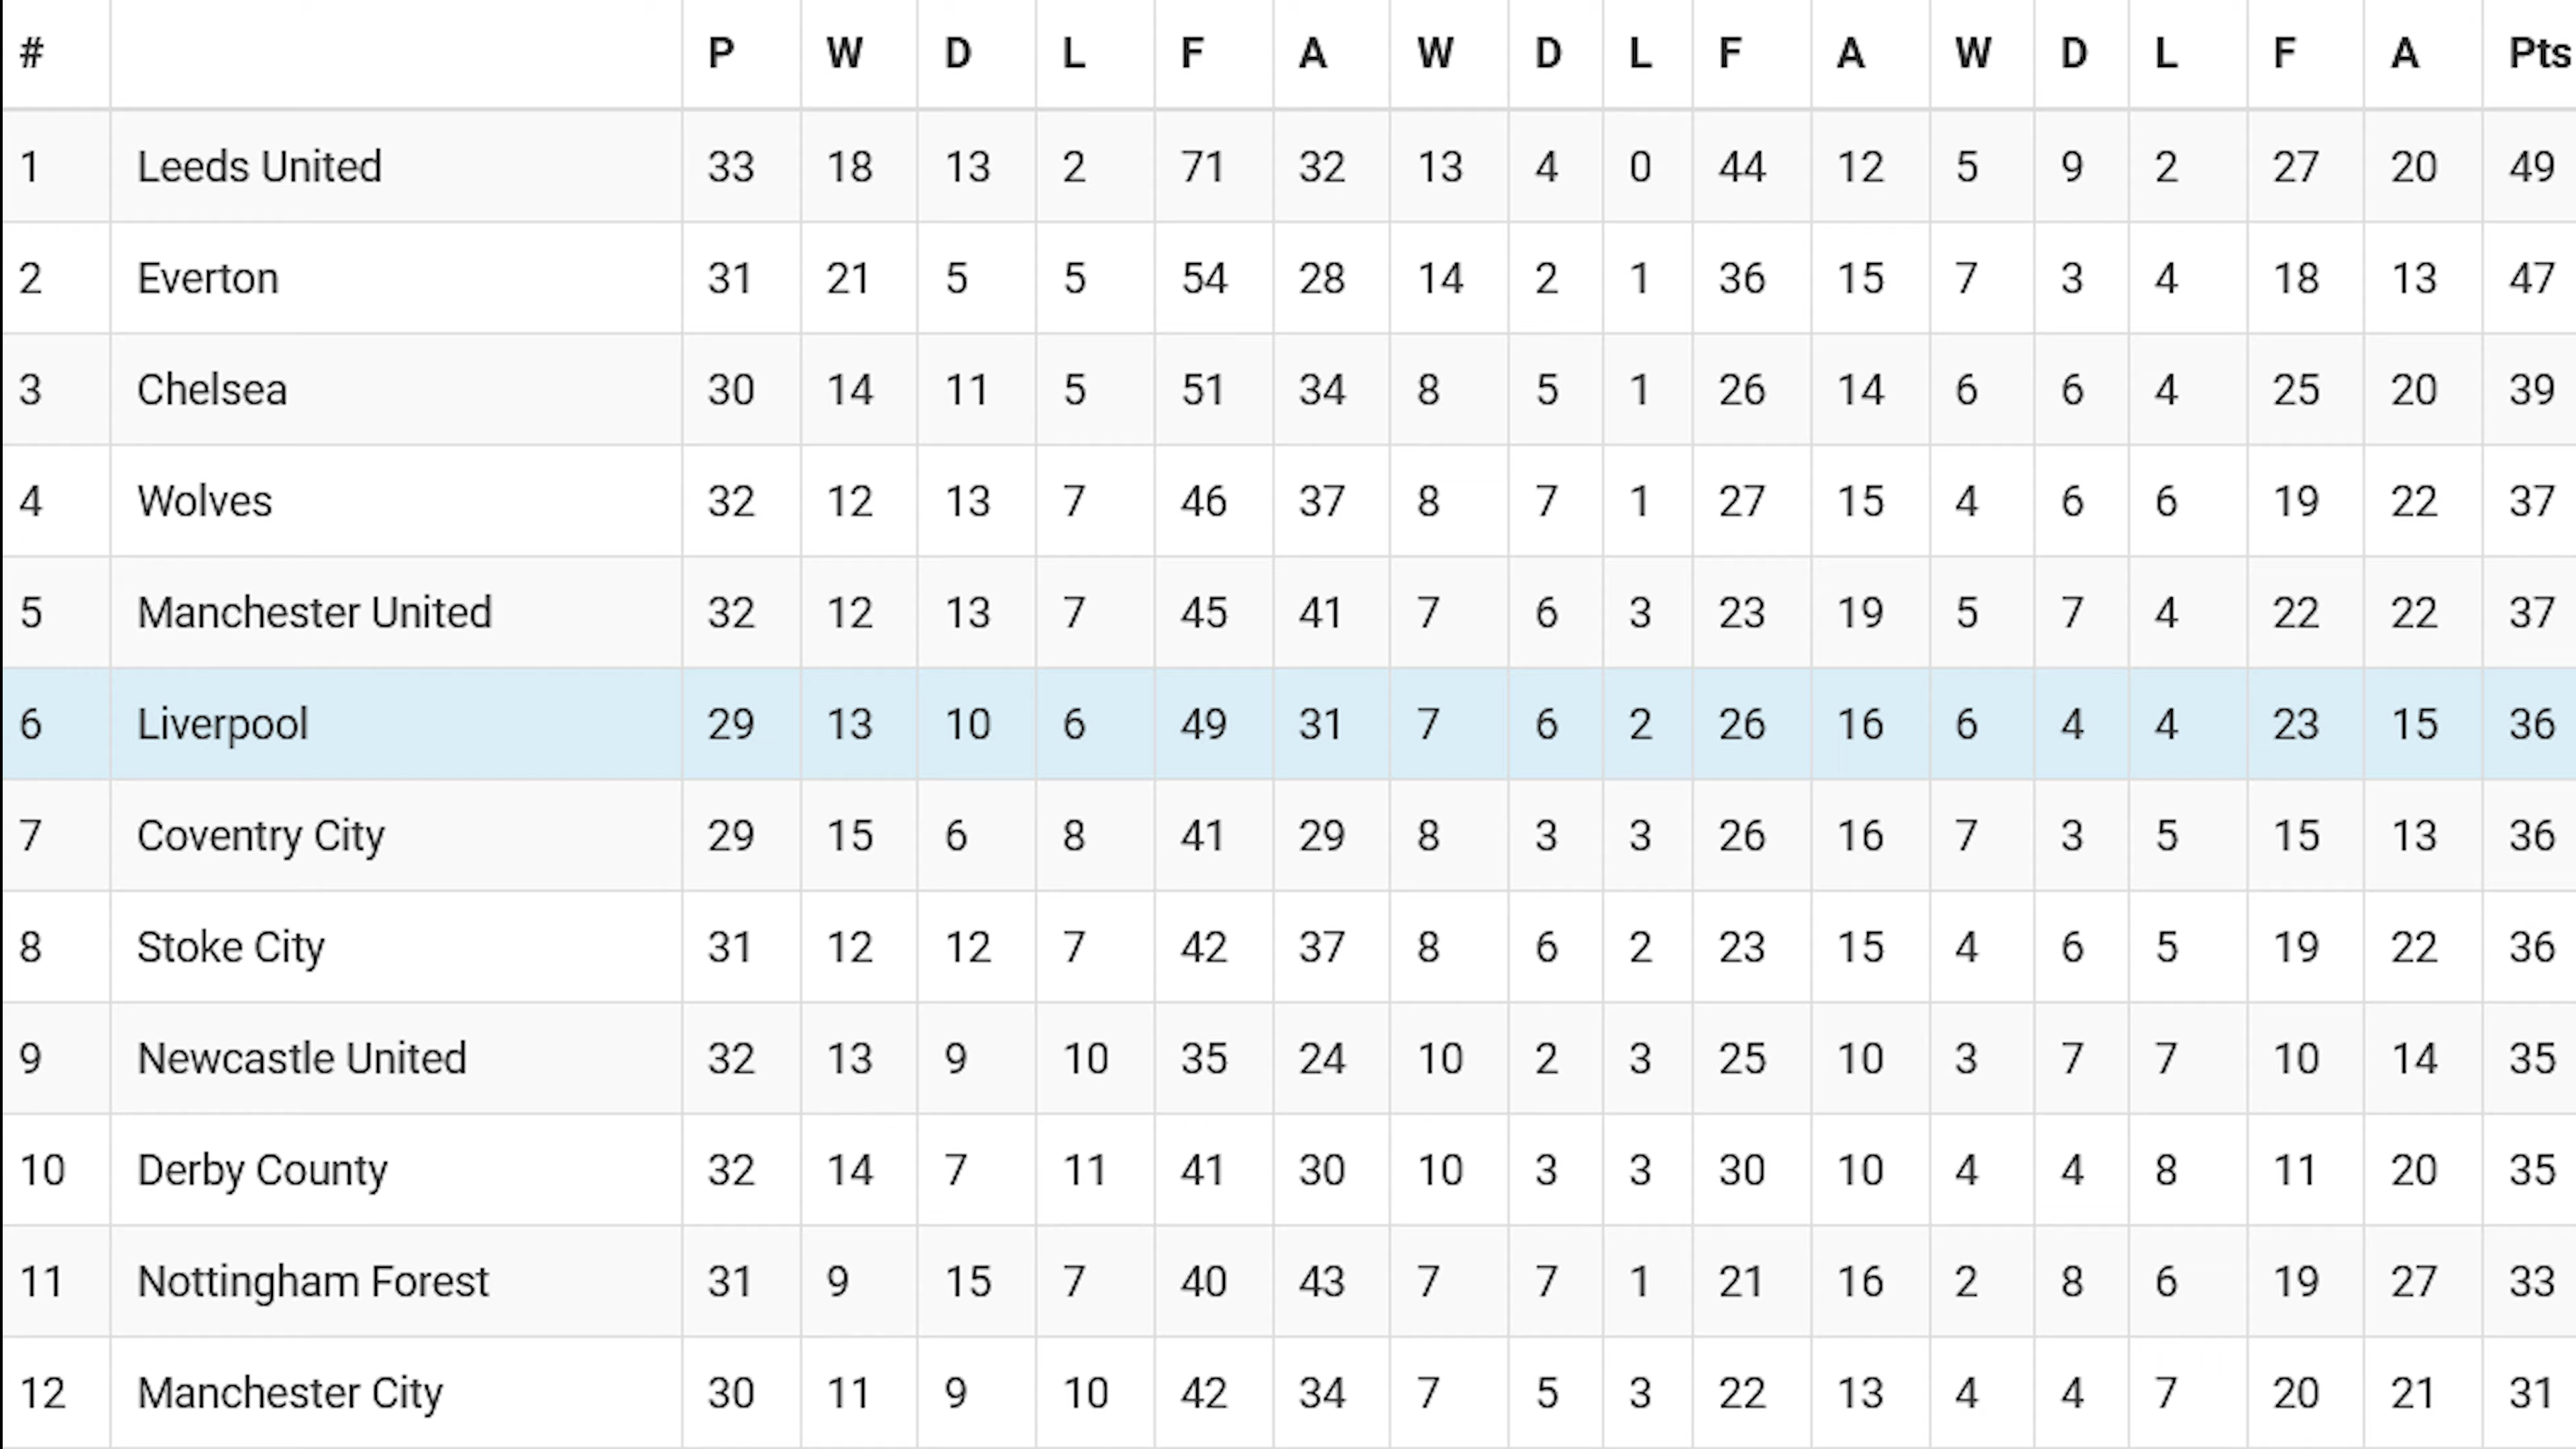 # P W D L F A W D L F A W D L F A Pts
1 Leeds United 33 18 13 2 71 32 13 4 0 44 12 5 9 2 27 20 49
2 Everton 31 21 5 5 54 28 14 2 1 36 15 7 3 4 18 13 47
3 Chelsea 30 14 11 5 51 34 8 5 1 26 14 6 6 4 25 20 39
4 Wolves 32 12 13 7 46 37 8 7 1 27 15 4 6 6 19 22 37
5 Manchester United 32 12 13 7 45 41 7 6 3 23 19 5 7 4 22 22 37
6 Liverpool 29 13 10 6 49 31 7 6 2 26 16 6 4 4 23 15 36
7 Coventry City 29 15 6 8 41 29 8 3 3 26 16 7 3 5 15 13 36
8 Stoke City 31 12 12 7 42 37 8 6 2 23 15 4 6 5 19 22 36
9 Newcastle United 32 13 9 10 35 24 10 2 3 25 10 3 7 7 10 14 35
10 Derby County 32 14 7 11 41 30 10 3 3 30 10 4 4 8 11 20 35
11 Nottingham Forest 31 9 15 7 40 43 7 7 1 21 16 2 8 6 19 27 33
12 Manchester City 30 11 9 10 42 34 7 5 3 22 13 4 4 7 20 21 31